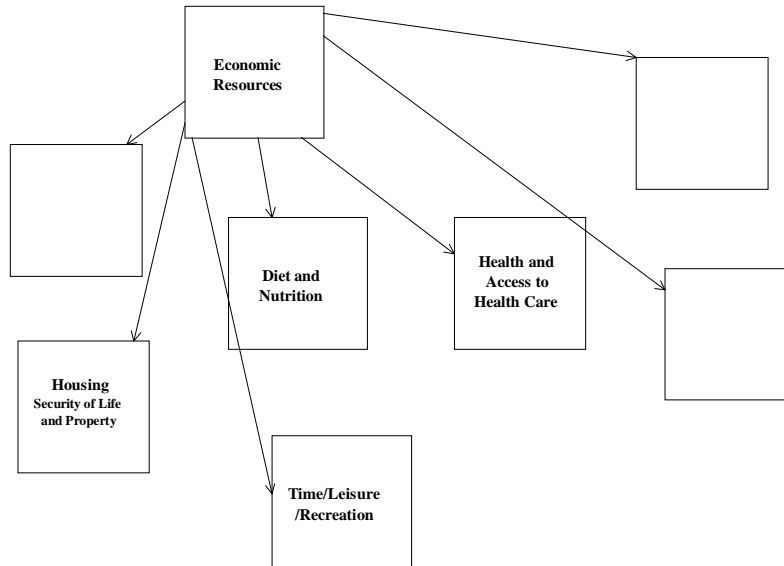 Economic
Resources
Diet and
Nutrition
Health and
Access to
Health Care
Housing
Security of Life
and Property
Time/Leisure
/Recreation